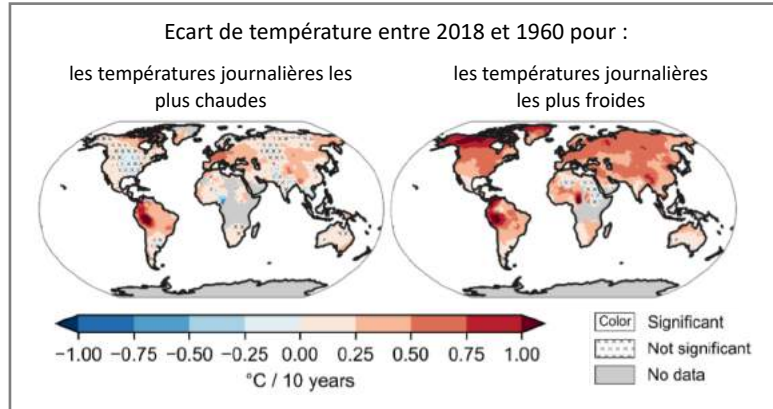 Ecart de température entre 2018 et 1960 pour :
les températures journalières les
plus chaudes
les températures journalières
les plus froides
−1.00 −0.75 −0.50 −0.25 0.00 0.25 0.50 0.75 1.00
°C / 10 years
Color Significant
Not significant
No data